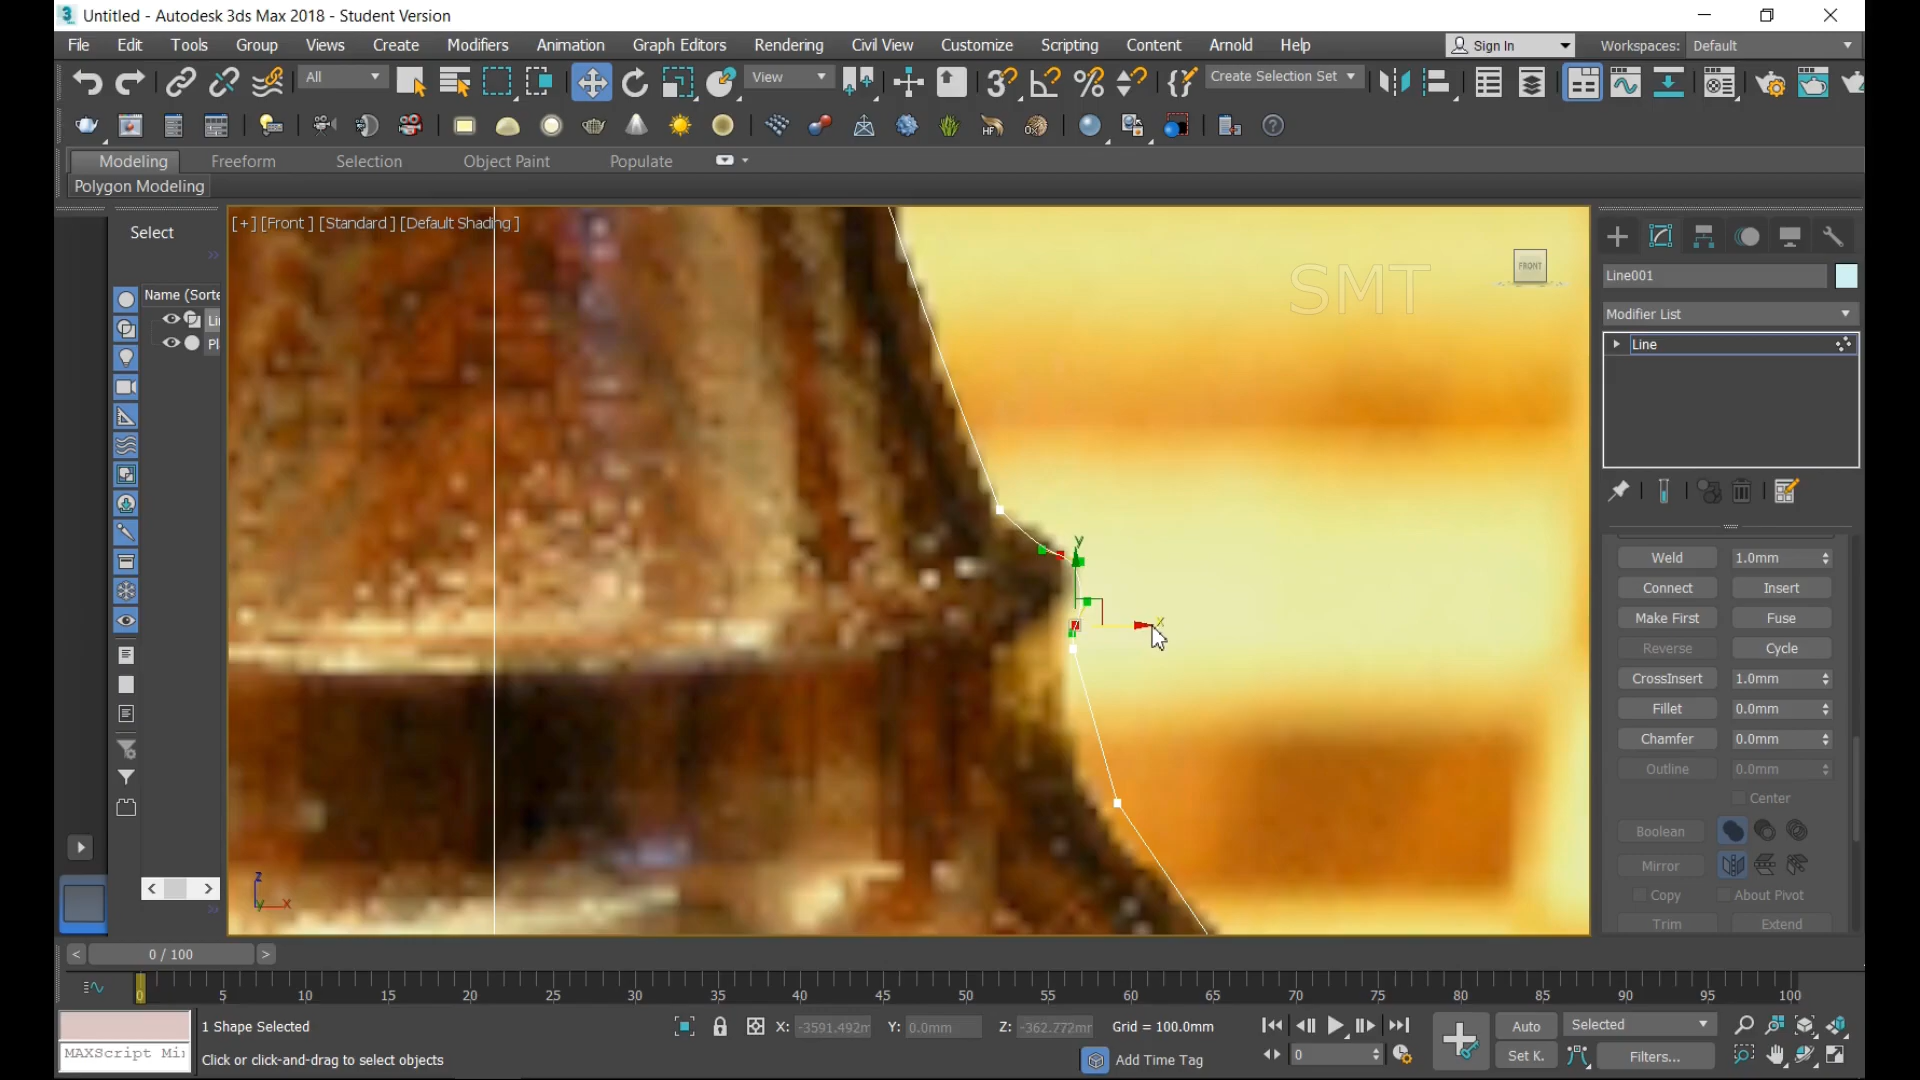 3 Untitled - Autodesk 3ds Max 2018 - Student Version
File Edit Tools Group Views Create Modifiers Animation Graph Editors Rendering Civil View Customize Scripting Content Arnold Help Sign In Workspaces: Default
All View Create Selection Set
Modeling Freeform Selection Object Paint Populate
Polygon Modeling
[+] [Front ] [Standard ] [Default Shading ]
Select
SMT
FRONT
Line001
Name (Sorte
Modifier List
Li
Pl
Line
y
x
Weld 1.0mm
Connect Insert
Make First Fuse
Reverse Cycle
CrossInsert 1.0mm
Fillet 0.0mm
Chamfer 0.0mm
Outline 0.0mm
Center
Boolean
Mirror
Copy About Pivot
Trim Extend
z
y x
< >
< 0 / 100 >
0 5 10 15 20 25 30 35 40 45 50 55 60 65 70 75 80 85 90 95 100
1 Shape Selected X: -3591.492m Y: 0.0mm Z: -362.772mr Grid = 100.0mm Auto Selected
MAXScript Mi Click or click-and-drag to select objects Add Time Tag 0 Set K. Filters...